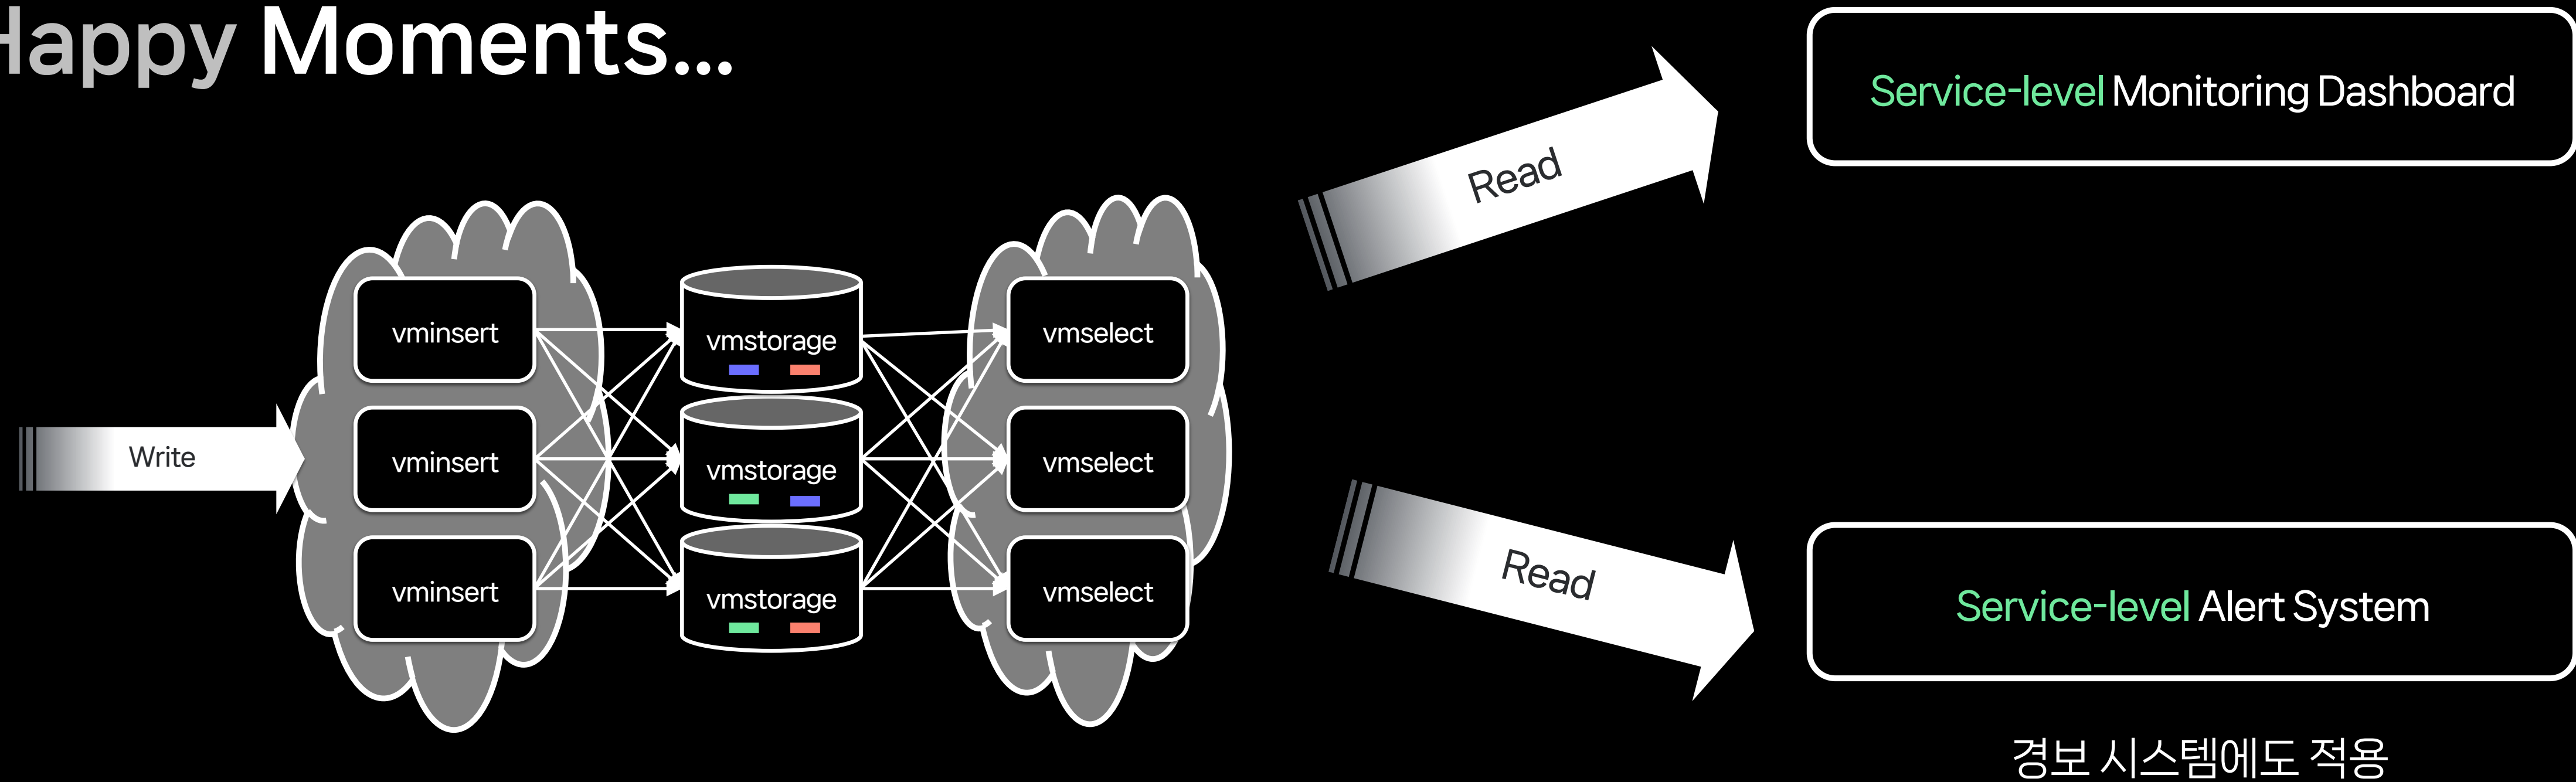 Happy Moments...
Service-level Monitoring Dashboard
Read
Write
vminsert
vmstorage
vmselect
vminsert
vmstorage
vmselect
vminsert
vmstorage
vmselect
Read
Service-level Alert System
경보 시스템에도 적용